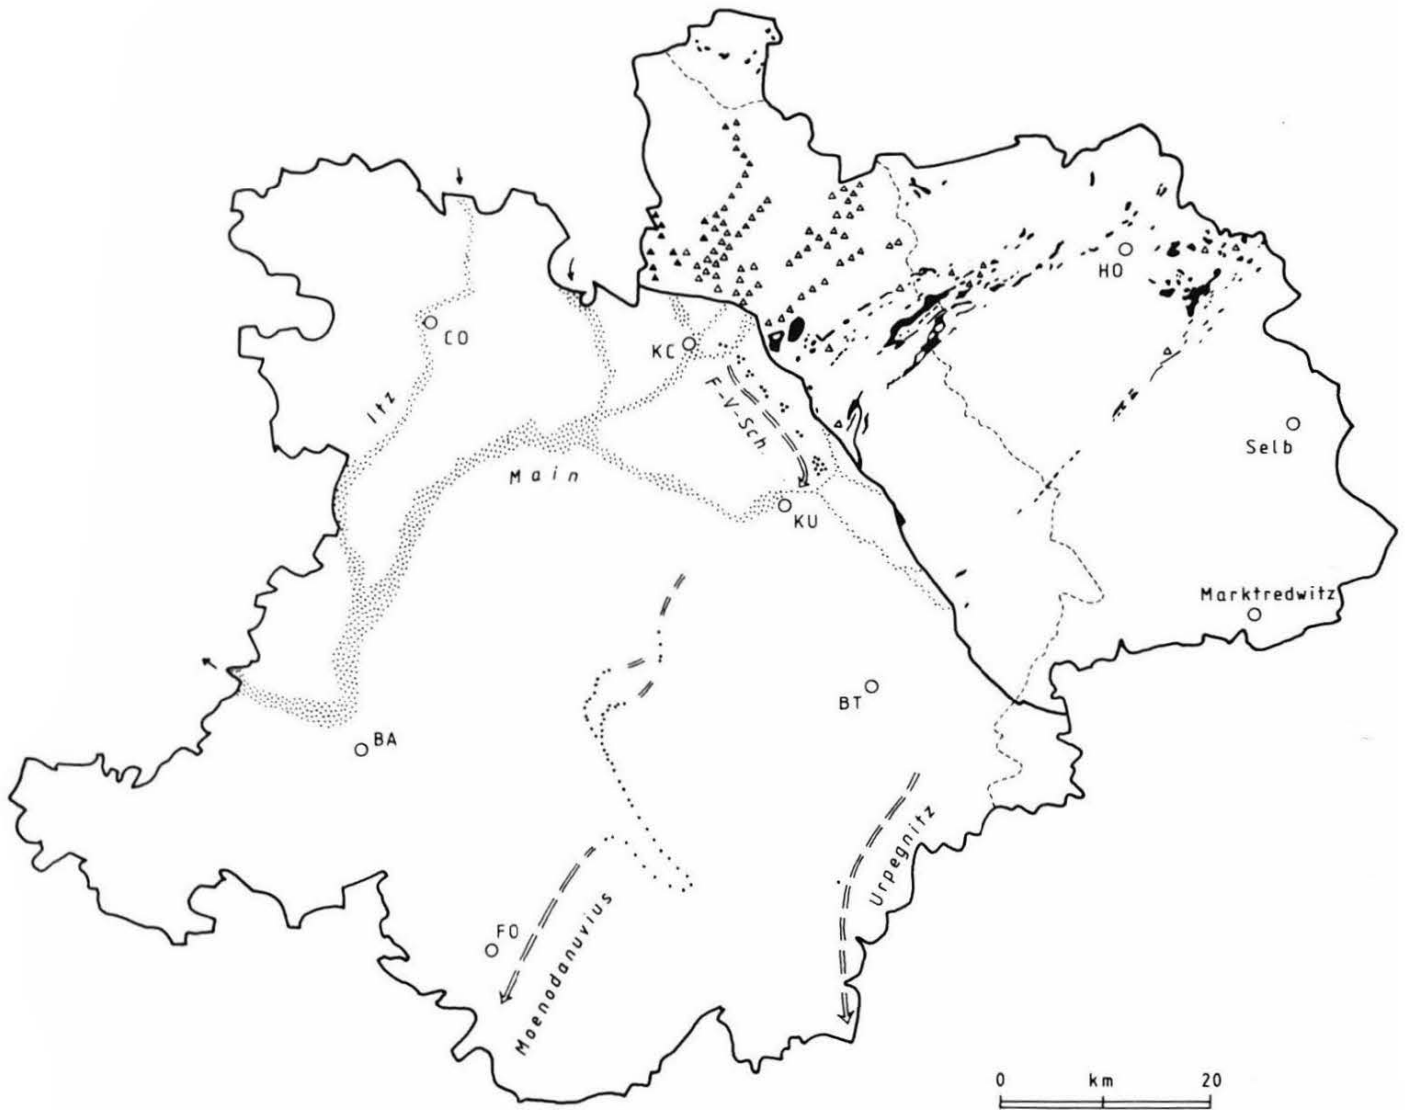 HO
CO
KC
Itz
F-V-Sch.
Selb
Main
KU
Marktredwitz
BT
BA
Urpegnitz
FO
Moenodanuvius
0 km 20